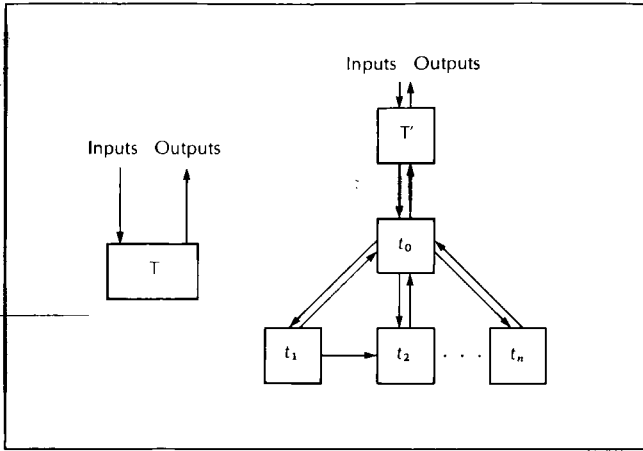 Inputs Outputs
T
Inputs Outputs
T′
t₀
t₁ t₂ · · · tₙ